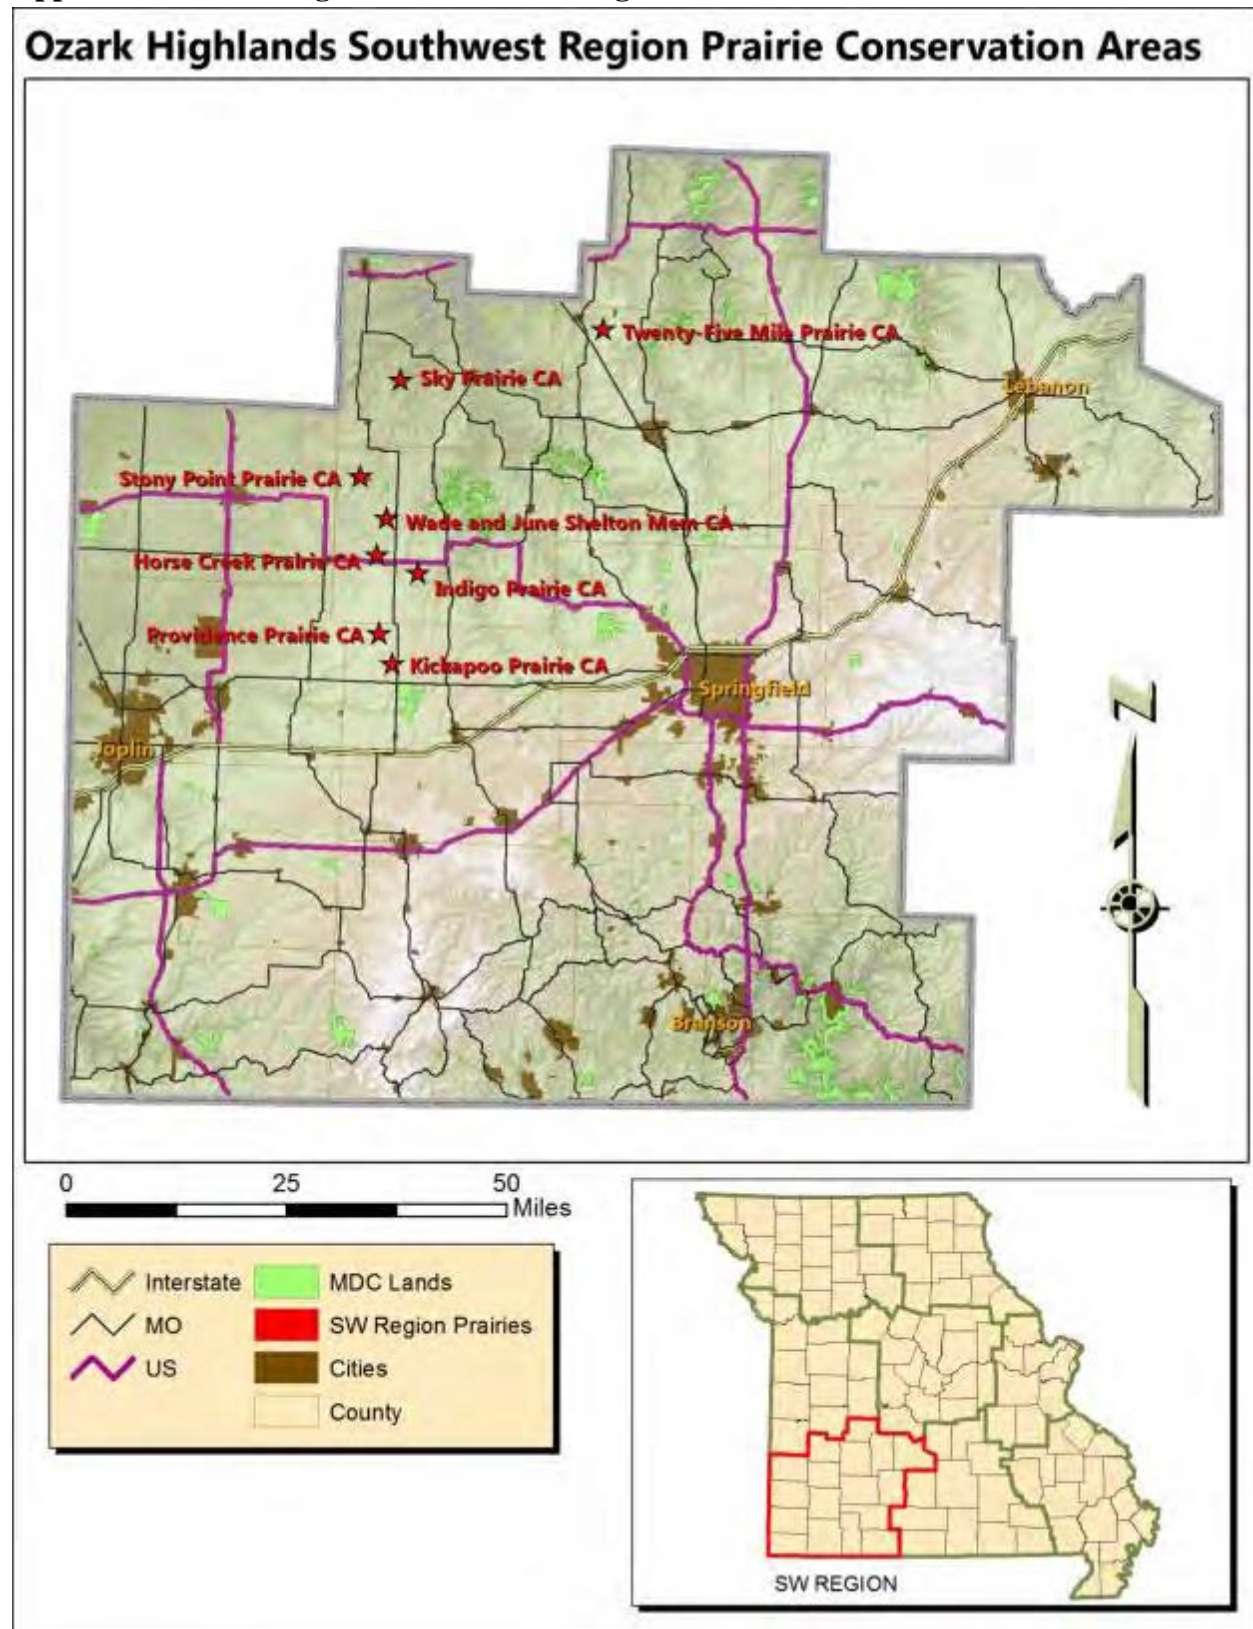 Ozark Highlands Southwest Region Prairie Conservation Areas
Twenty-Five Mile Prairie CA
Sky Prairie CA
Lebanon
Stony Point Prairie CA
Wade and June Shelton Mem CA
Horse Creek Prairie CA
Indigo Prairie CA
Providence Prairie CA
Kickapoo Prairie CA
Springfield
Joplin
Branson
N
0 25 50
Miles
Interstate
MO
US
MDC Lands
SW Region Prairies
Cities
County
SW REGION